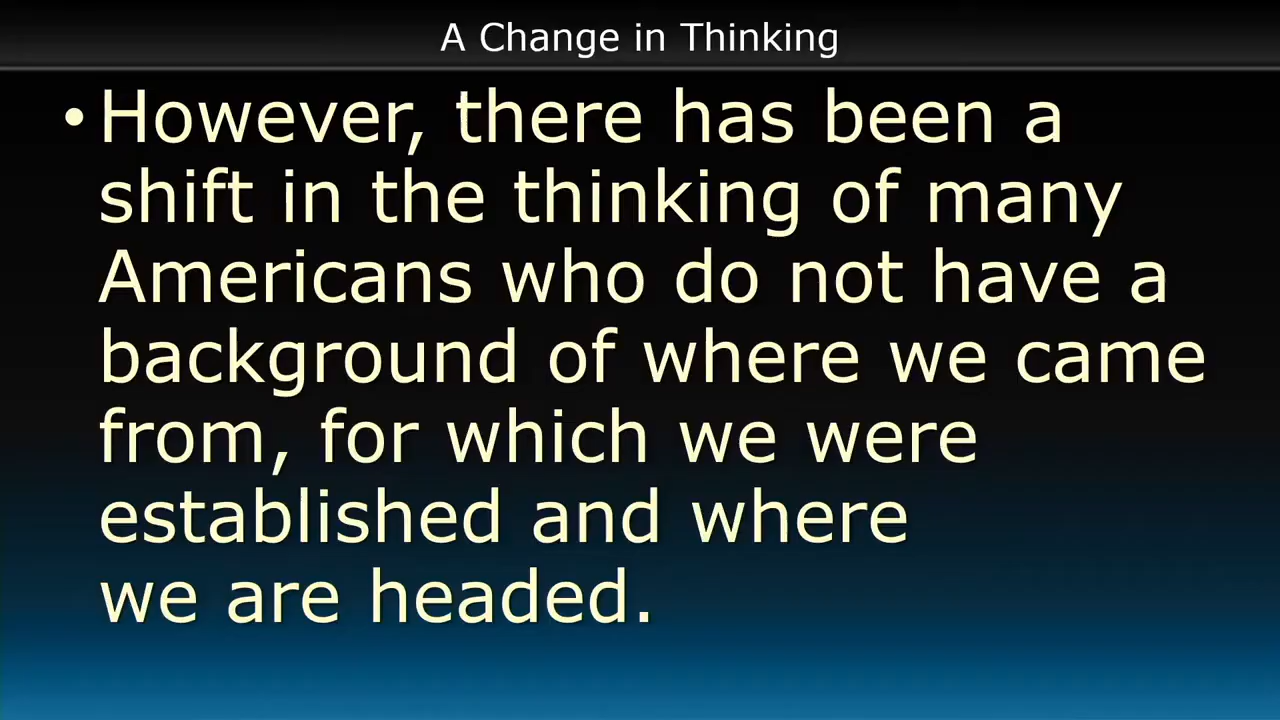 A Change in Thinking
• However, there has been a
shift in the thinking of many
Americans who do not have a
background of where we came
from, for which we were
established and where
we are headed.